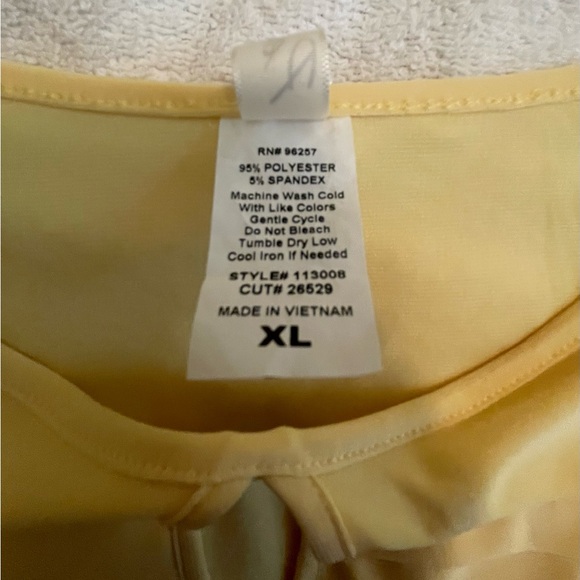 RN# 96257
95% POLYESTER
5% SPANDEX
Machine Wash Cold
With Like Colors
Gentle Cycle
Do Not Bleach
Tumble Dry Low
Cool Iron If Needed
STYLE# 113008
CUT# 26529
MADE IN VIETNAM
XL